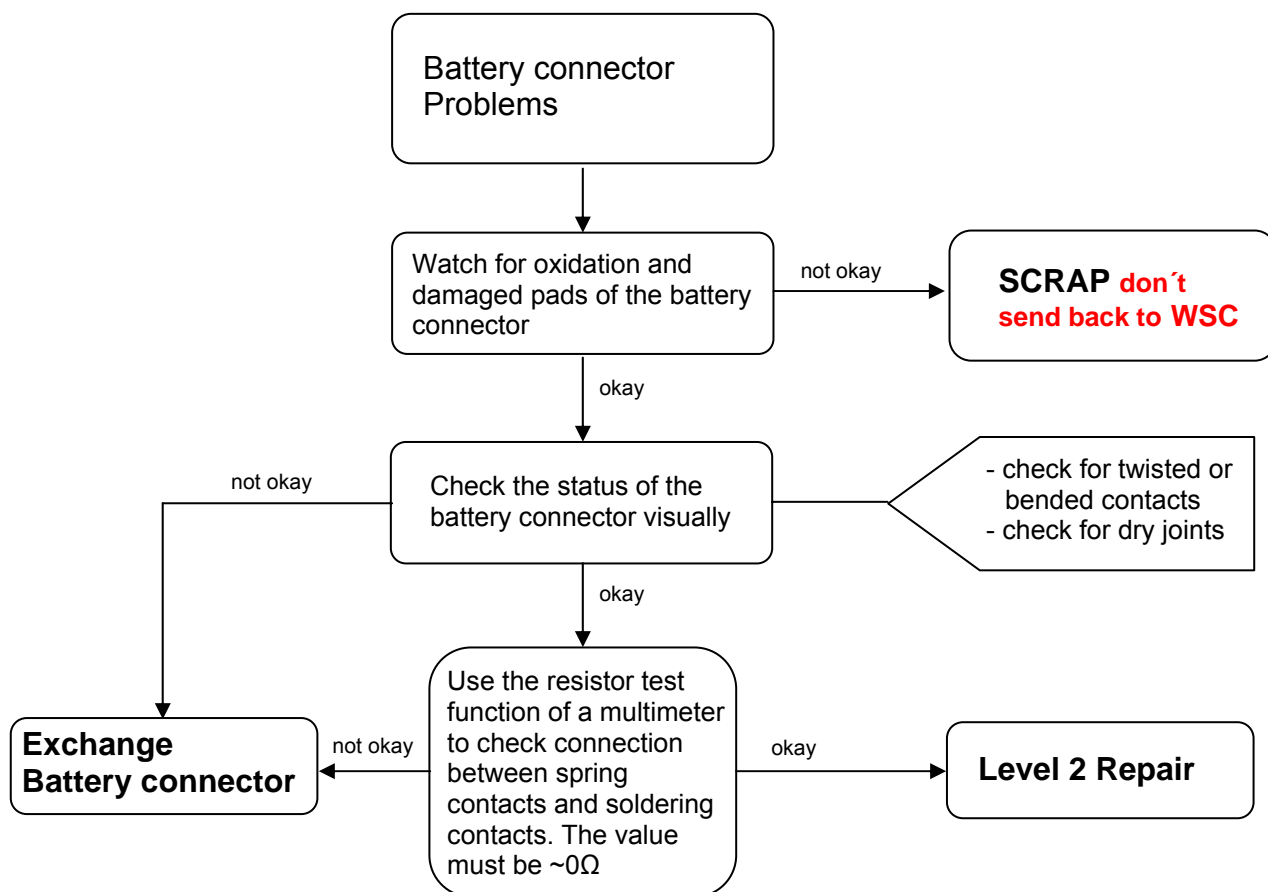 Battery connector
Problems
Watch for oxidation and
damaged pads of the battery
connector
not okay
SCRAP don´t
send back to WSC
okay
not okay
Check the status of the
battery connector visually
- check for twisted or
bended contacts
- check for dry joints
okay
Use the resistor test
function of a multimeter
to check connection
between spring
contacts and soldering
contacts. The value
must be ~0Ω
not okay
Exchange
Battery connector
okay
Level 2 Repair